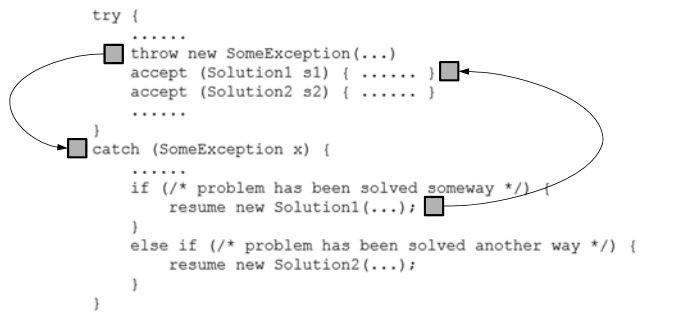 try {
    ......
    throw new SomeException(...)
    accept (Solution1 s1) { ...... }
    accept (Solution2 s2) { ...... }
    ......
}
catch (SomeException x) {
    ......
    if (/* problem has been solved someway */) {
        resume new Solution1(...);
    }
    else if (/* problem has been solved another way */) {
        resume new Solution2(...);
    }
}